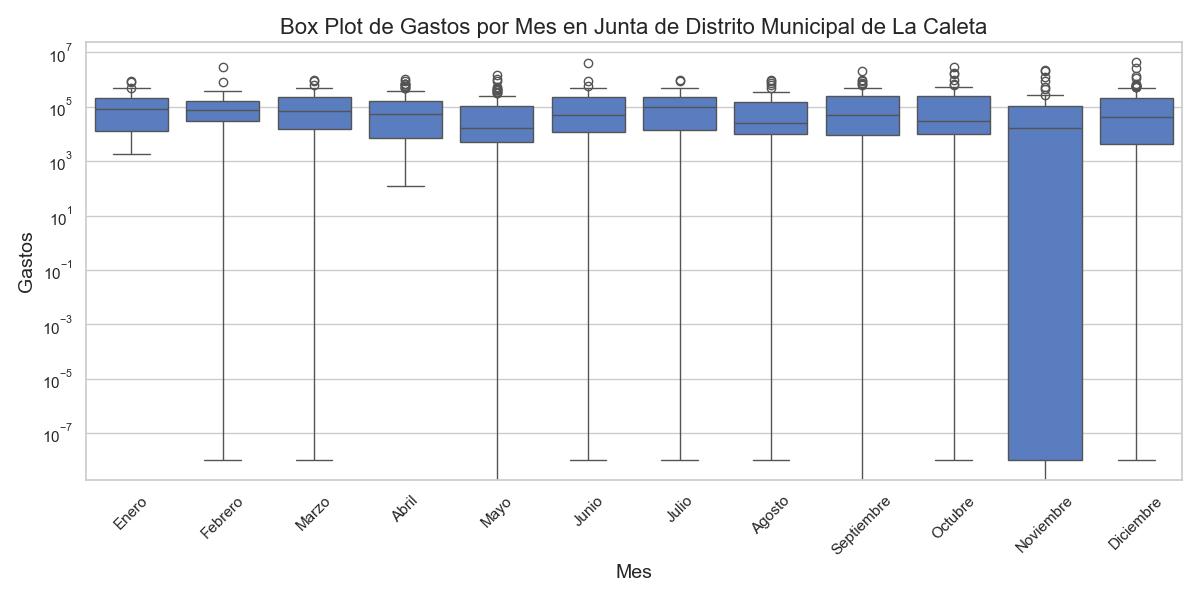 Box Plot de Gastos por Mes en Junta de Distrito Municipal de La Caleta
Gastos
10^7
10^5
10^3
10^1
10^−1
10^−3
10^−5
10^−7
Enero
Febrero
Marzo
Abril
Mayo
Junio
Julio
Agosto
Septiembre
Octubre
Noviembre
Diciembre
Mes